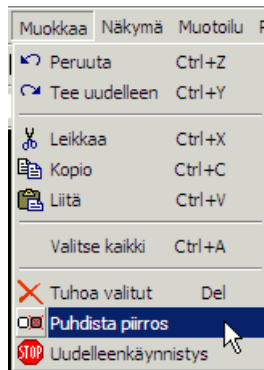 Muokkaa Näkymä Muotoilu
Peruuta Ctrl+Z
Tee uudelleen Ctrl+Y
Leikkaa Ctrl+X
Kopio Ctrl+C
Liitä Ctrl+V
Valitse kaikki Ctrl+A
Tuhoa valitut Del
Puhdista piirros
STOP Uudelleenkäynnistys